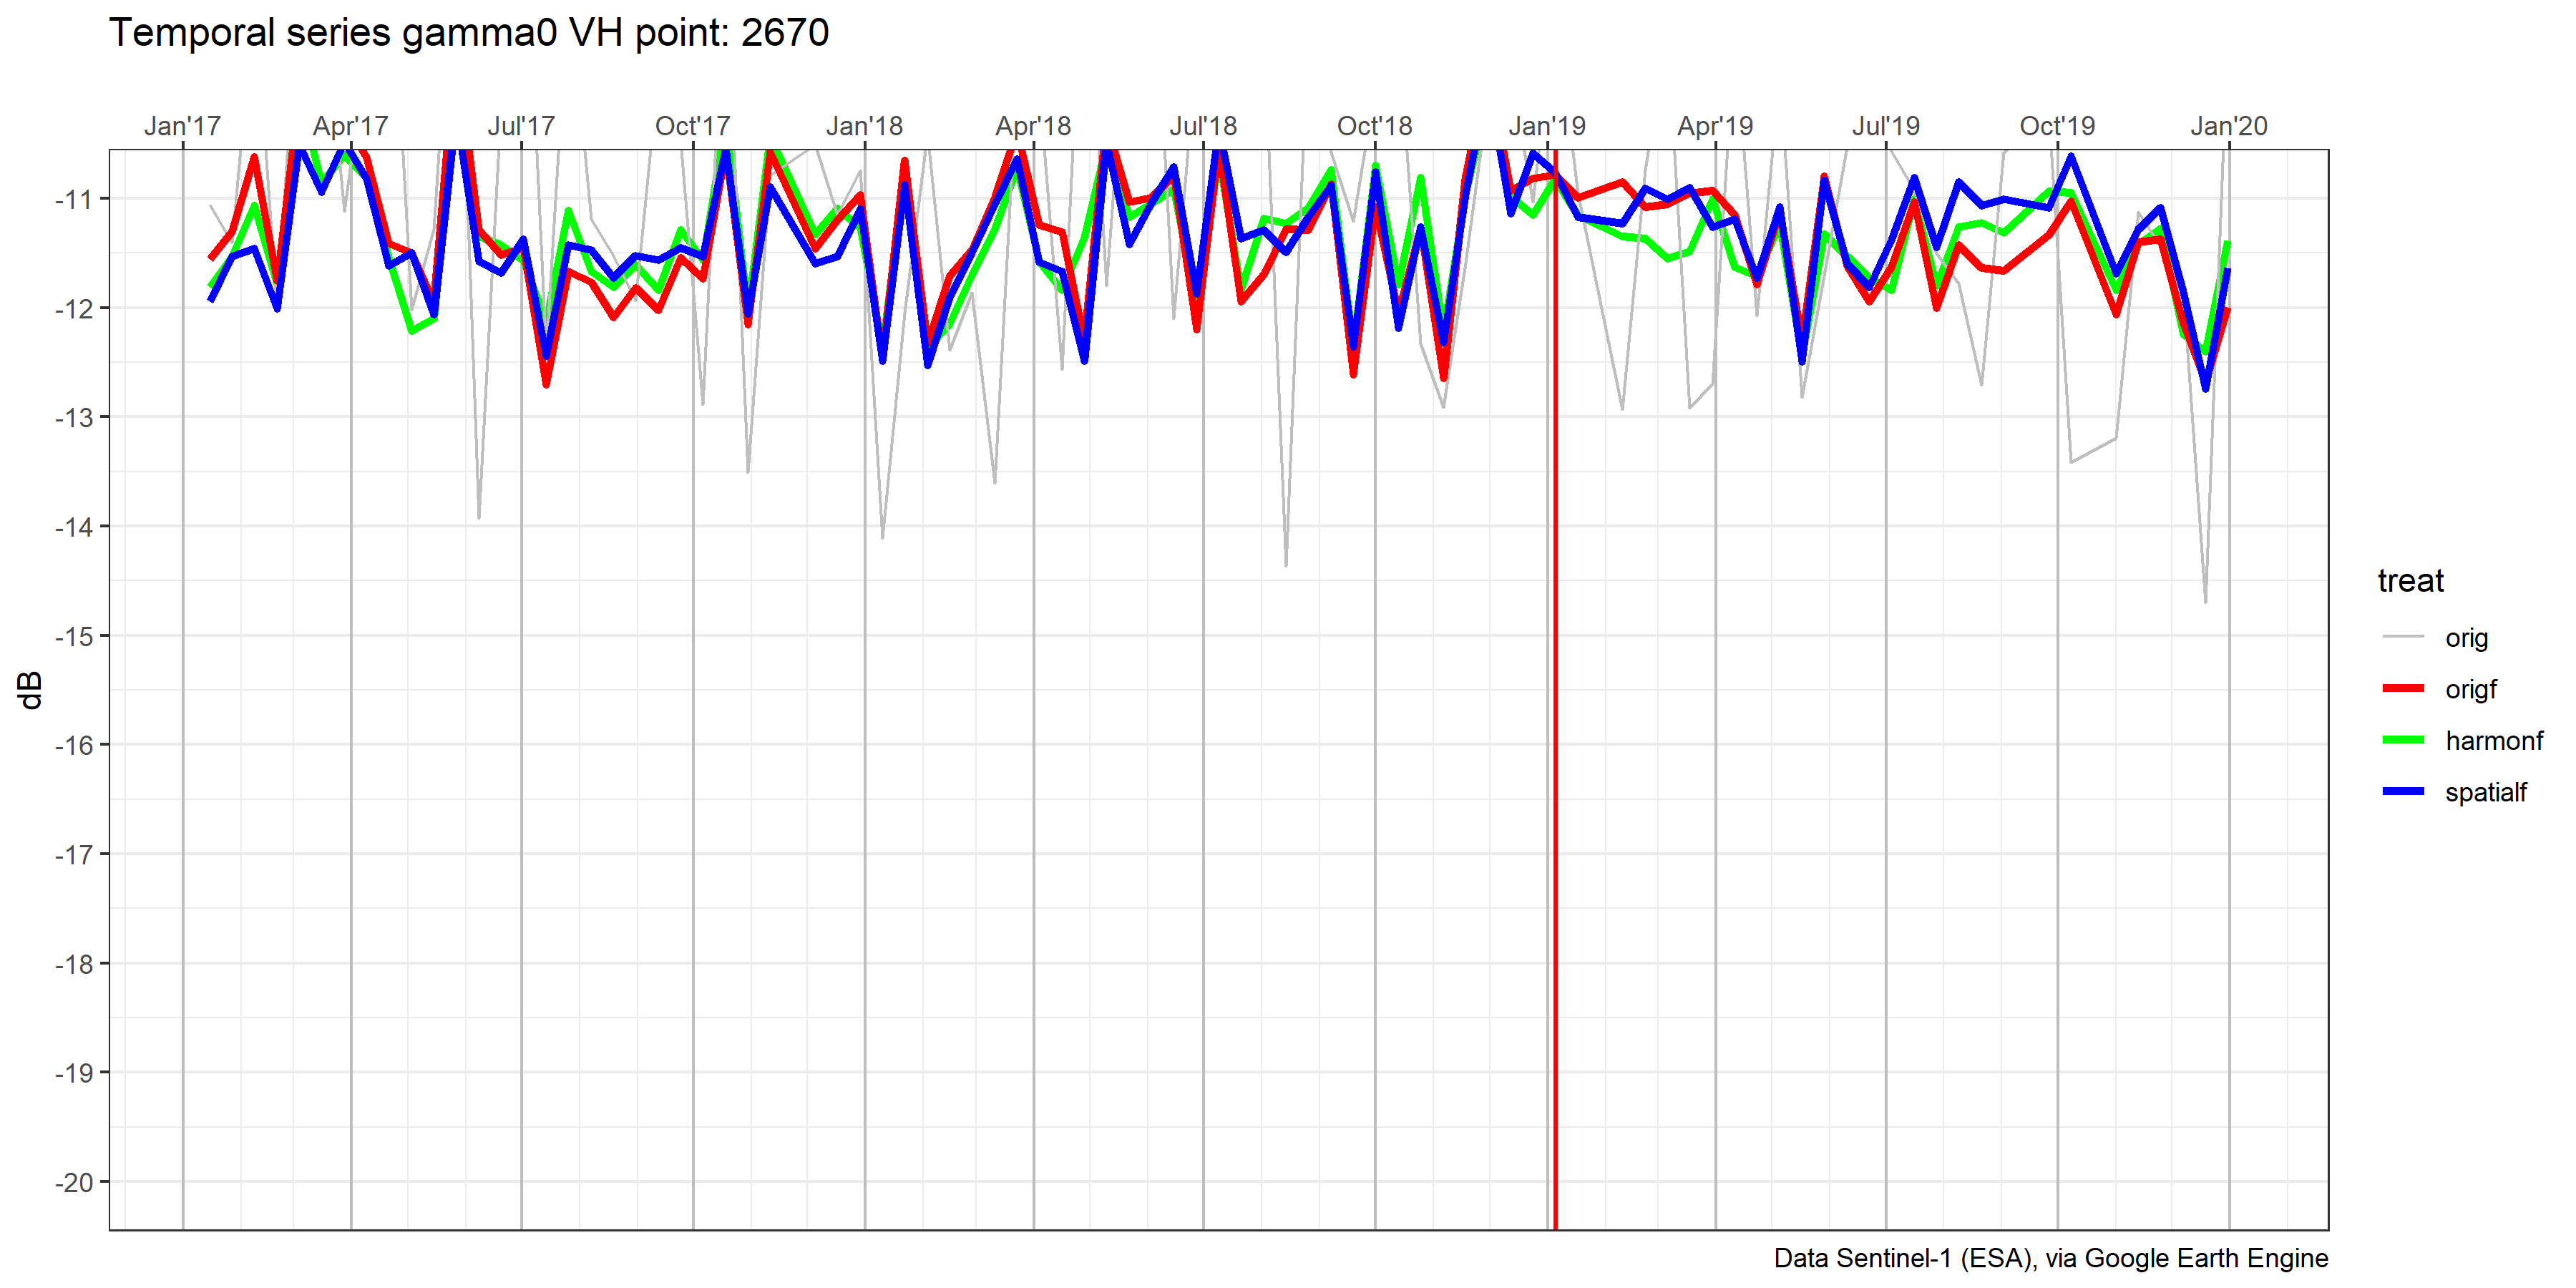 Temporal series gamma0 VH point: 2670
Jan'17 Apr'17 Jul'17 Oct'17 Jan'18 Apr'18 Jul'18 Oct'18 Jan'19 Apr'19 Jul'19 Oct'19 Jan'20
-11
-12
-13
-14
-15
-16
-17
-18
-19
-20
dB
treat
orig
origf
harmonf
spatialf
Data Sentinel-1 (ESA), via Google Earth Engine